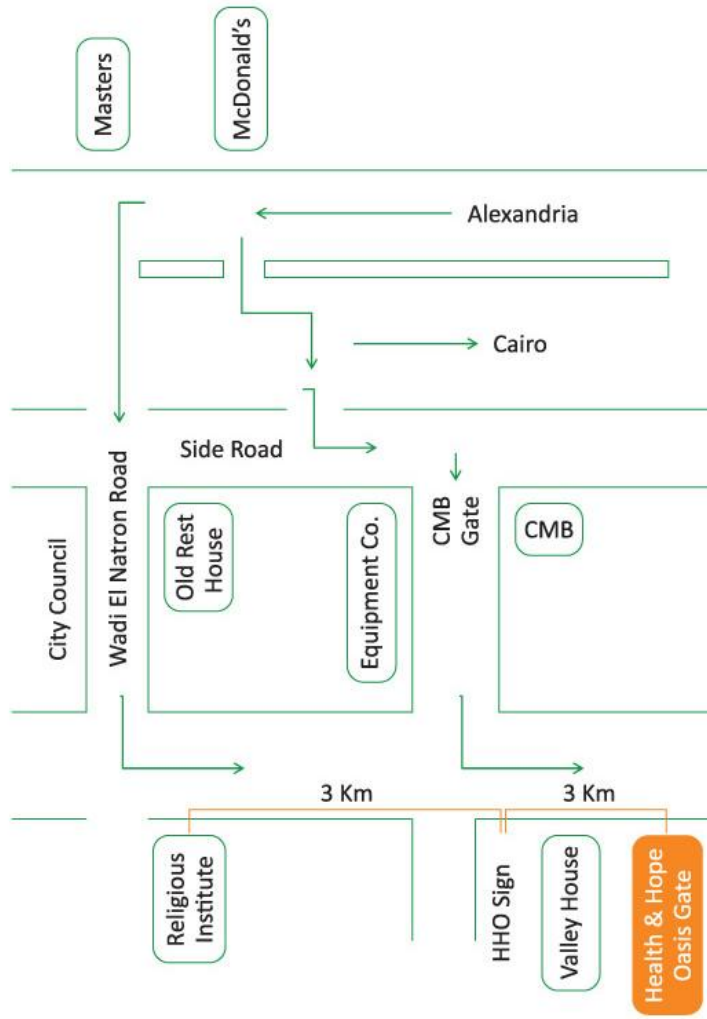 Masters
McDonald's
Alexandria
Cairo
Side Road
City Council
Wadi El Natron Road
Old Rest
House
Equipment Co.
CMB
Gate
CMB
3 Km
3 Km
Religious
Institute
HHO Sign
Valley House
Health & Hope
Oasis Gate